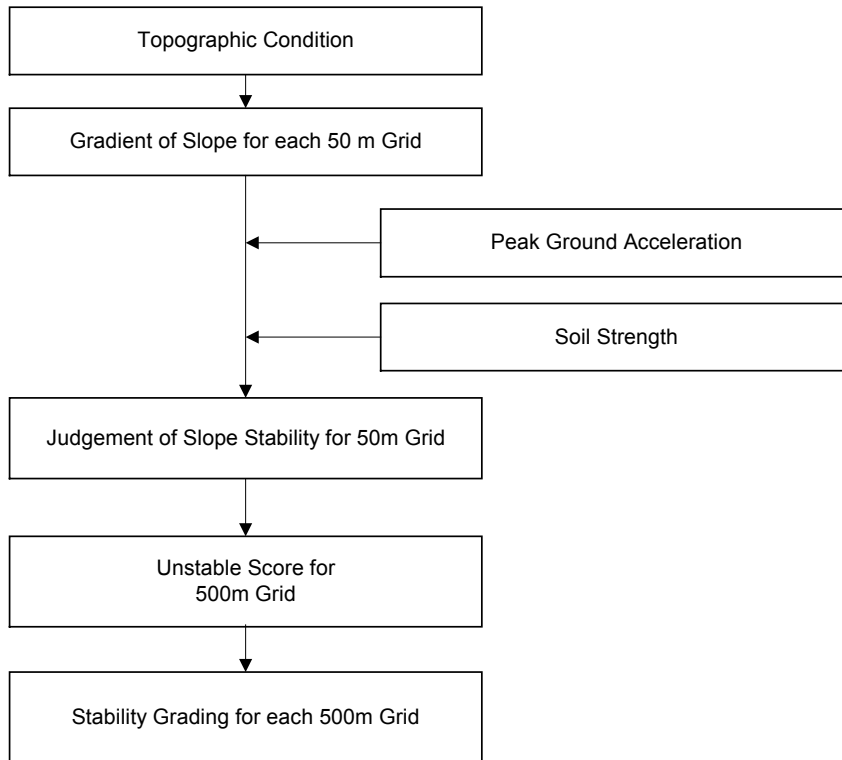 Topographic Condition
Gradient of Slope for each 50 m Grid
Peak Ground Acceleration
Soil Strength
Judgement of Slope Stability for 50m Grid
Unstable Score for
500m Grid
Stability Grading for each 500m Grid